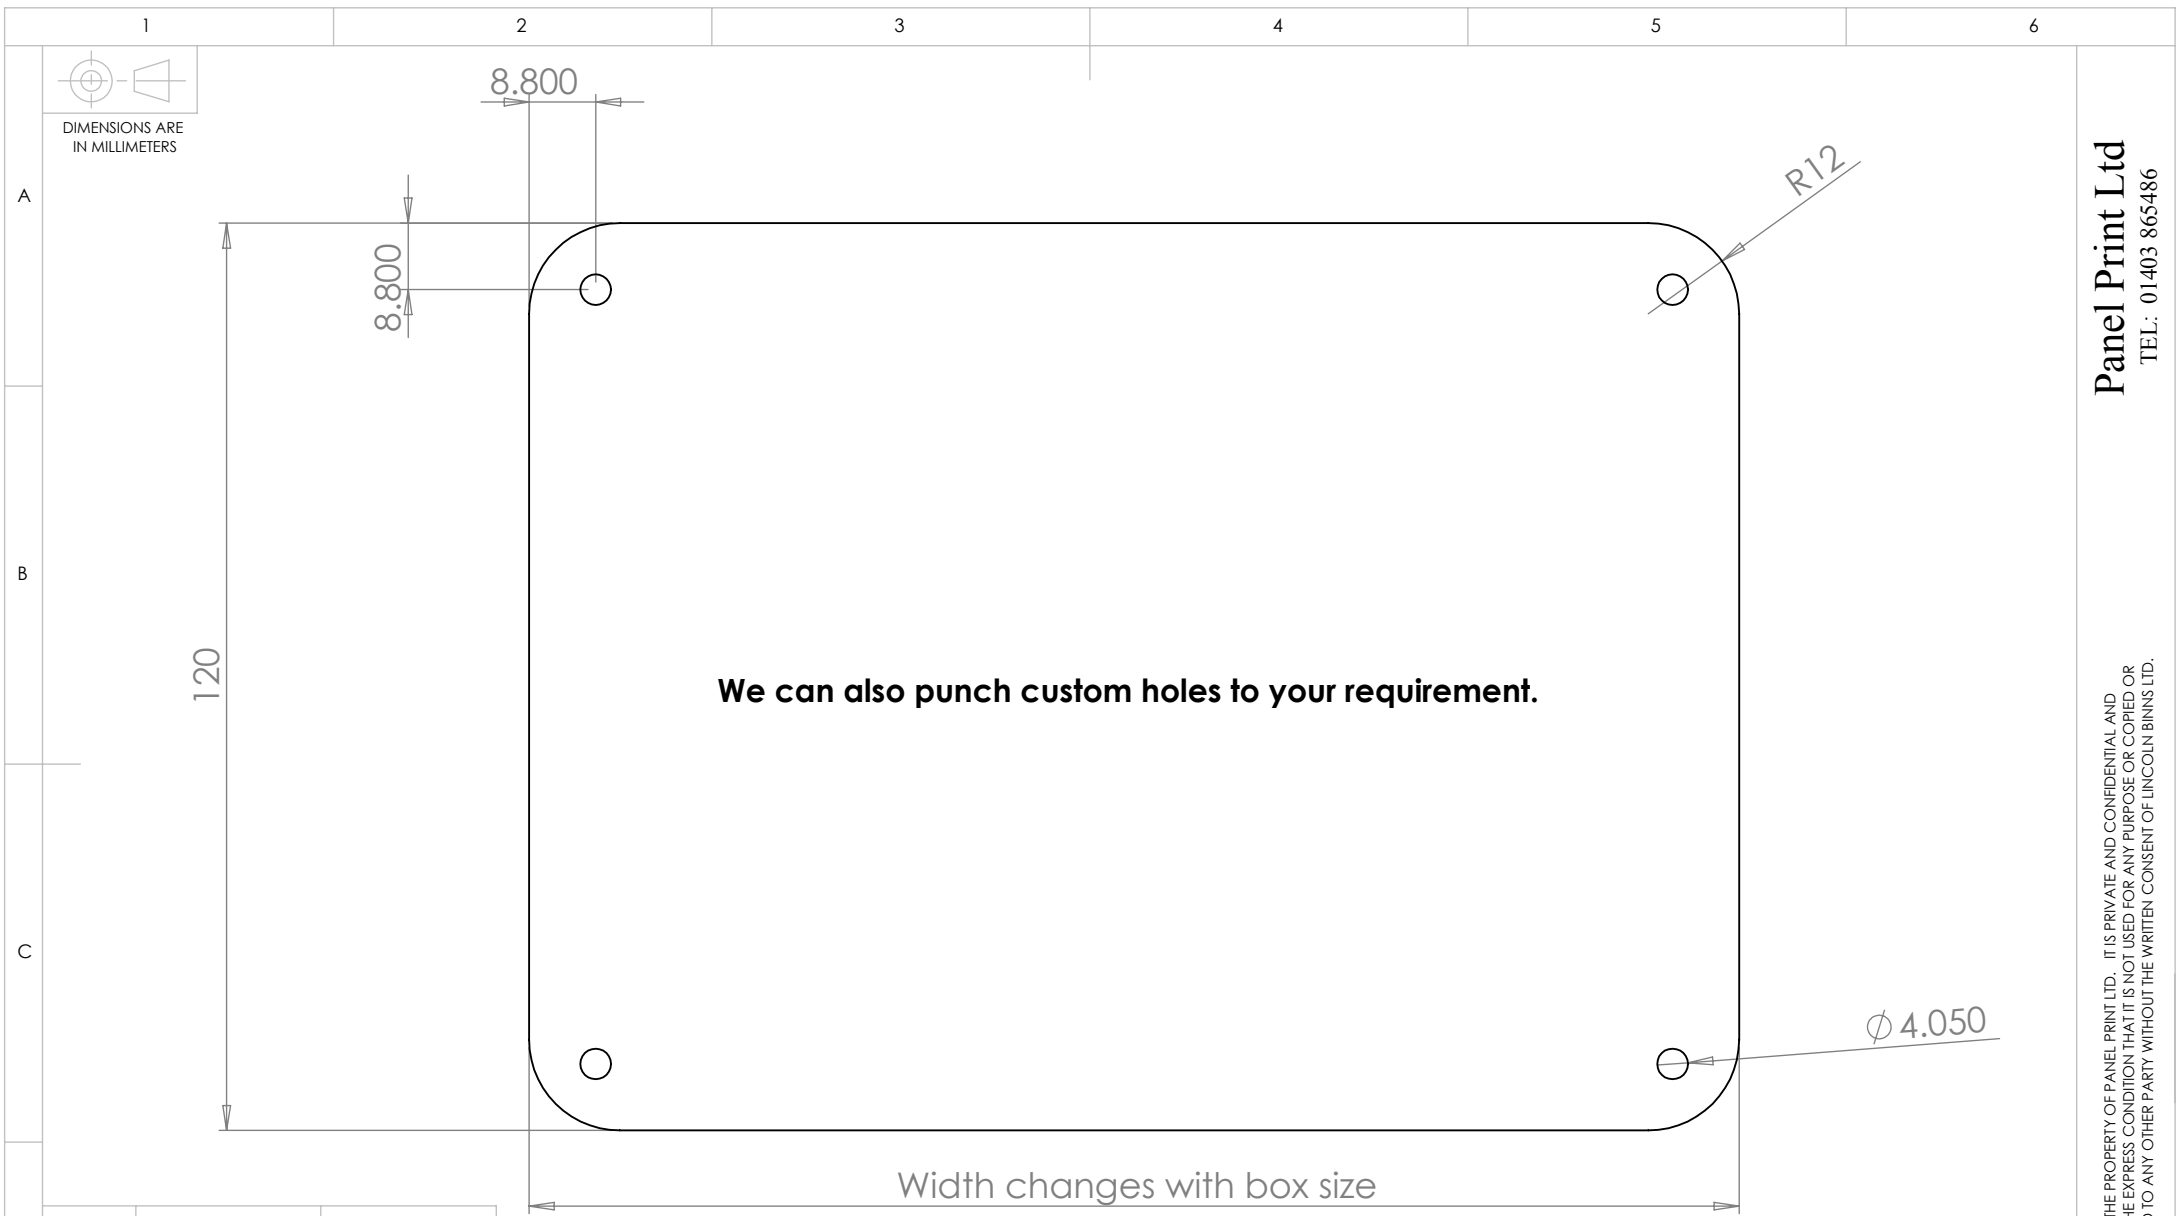 1 2 3 4 5 6
DIMENSIONS ARE
IN MILLIMETERS
A
B
C
8.800
8.800
R12
120
We can also punch custom holes to your requirement.
Ø 4.050
Width changes with box size
Panel Print Ltd
TEL: 01403 865486
THE PROPERTY OF PANEL PRINT LTD. IT IS PRIVATE AND CONFIDENTIAL AND
EXPRESS CONDITION THAT IT IS NOT USED FOR ANY PURPOSE OR COPIED OR
TO ANY OTHER PARTY WITHOUT THE WRITTEN CONSENT OF LINCOLN BINNS LTD.